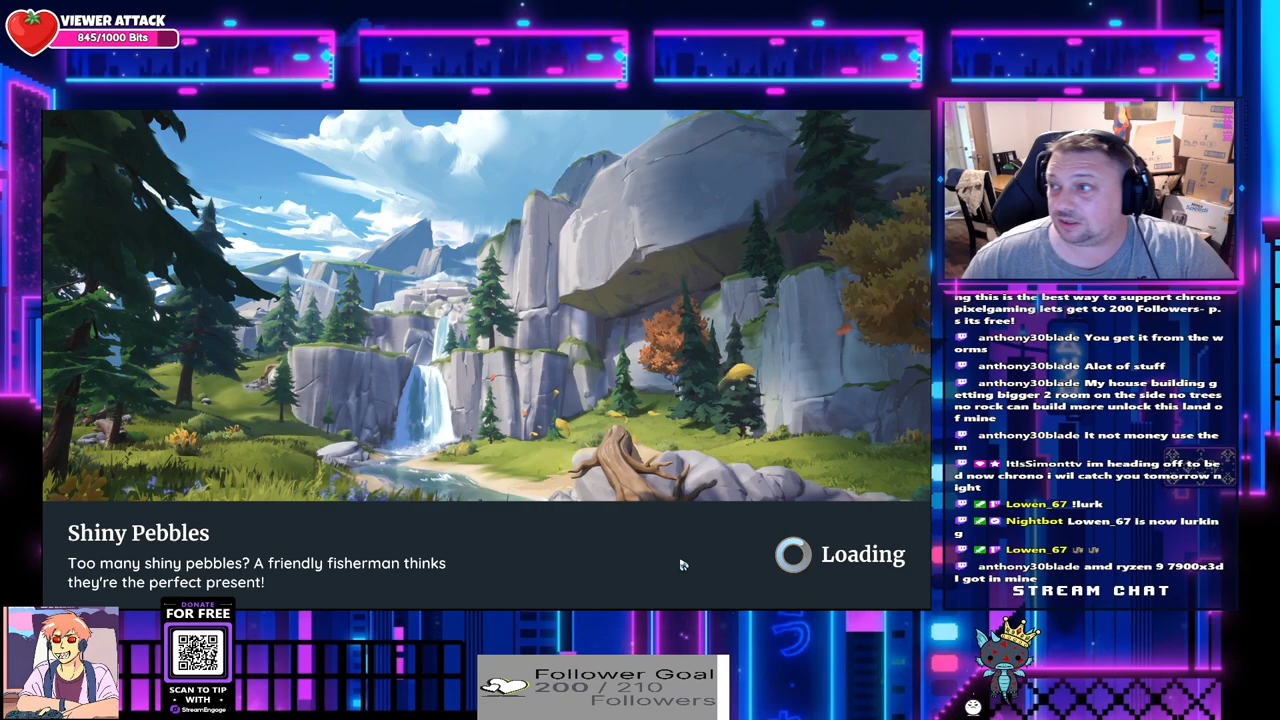 VIEWER ATTACK
845/1000 Bits
Shiny Pebbles
Too many shiny pebbles? A friendly fisherman thinks
they're the perfect present!
Loading
ng this is the best way to support chrono
pixelgaming lets get to 200 Followers- p.
s its free!
anthony30blade You get it from the w
orms
anthony30blade Alot of stuff
anthony30blade My house building g
etting bigger 2 room on the side no trees
no rock can build more unlock this land o
f mine
anthony30blade It not money use the
m
ItIsSimonttv im heading off to be
d now chrono i wil catch you tomorrow n
ight
Lowen_67 !lurk
Nightbot Lowen_67 is now lurkin
g
Lowen_67
anthony30blade amd ryzen 9 7900x3d
I got in mine
STREAM CHAT
DONATE
FOR FREE
SCAN TO TIP
WITH
StreamEngage
Follower Goal
200 / 210
Followers